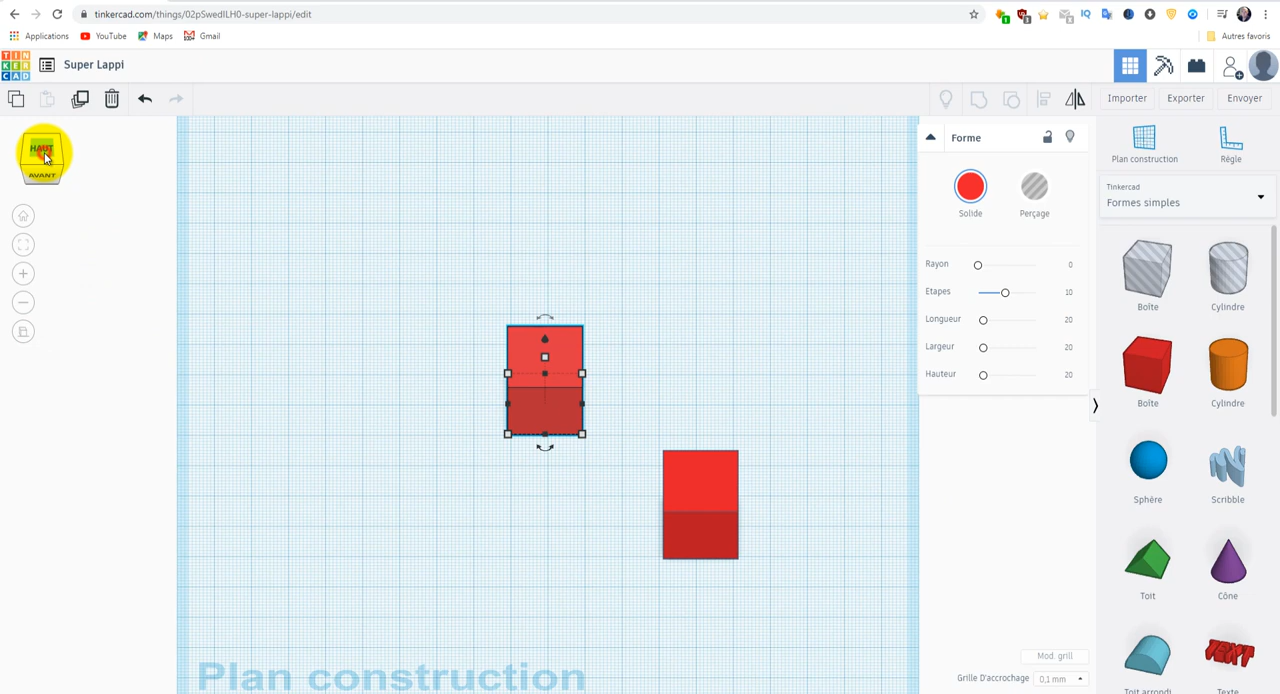 tinkercad.com/things/02pSwedILH0-super-lappi/edit
Applications YouTube Maps Gmail Autres favoris
TIN KER CAD Super Lappi
Importer Exporter Envoyer
HAUT
AVANT
Forme
Solide Perçage
Rayon 0
Etapes 10
Longueur 20
Largeur 20
Hauteur 20
Plan construction Règle
Tinkercad
Formes simples
Boîte Cylindre
Boîte Cylindre
Sphère Scribble
Toit Cône
TEXT
Toit arrondi Texte
Plan construction
Mod. grill
Grille D'accrochage 0,1 mm